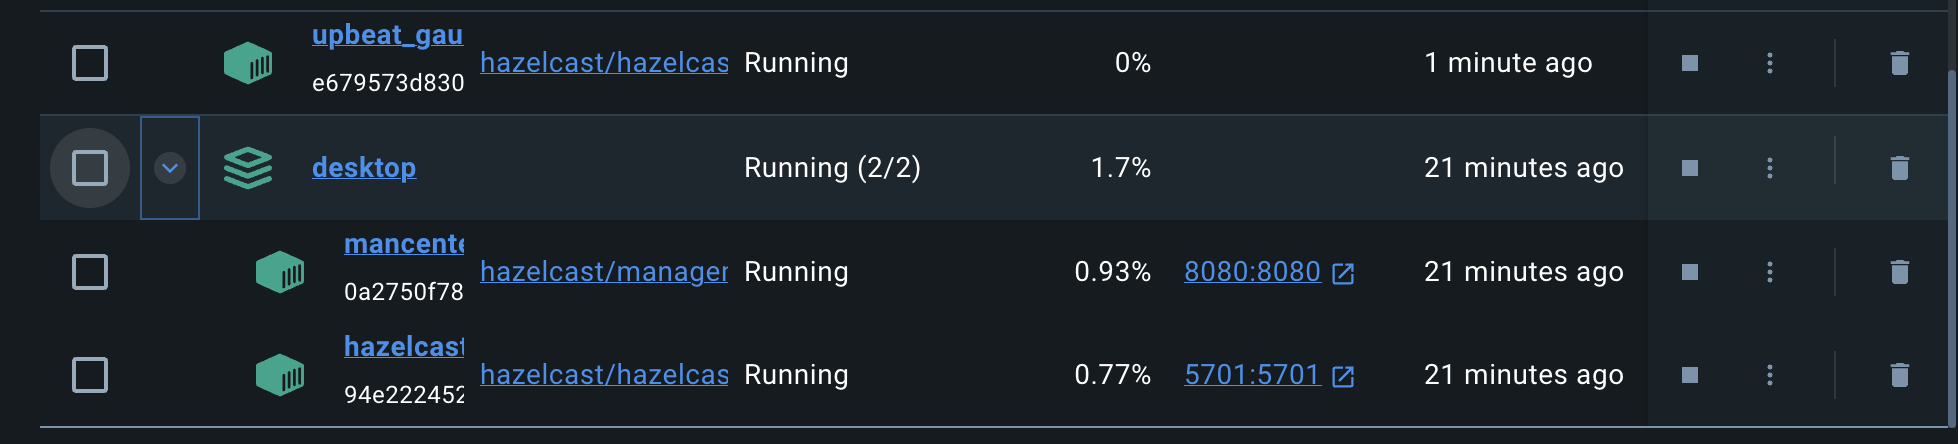 upbeat_gau
e679573d830
hazelcast/hazelcas
Running
0%
1 minute ago
desktop
Running (2/2)
1.7%
21 minutes ago
mancente
0a2750f78
hazelcast/manager
Running
0.93%
8080:8080
21 minutes ago
hazelcast
94e222452
hazelcast/hazelcas
Running
0.77%
5701:5701
21 minutes ago